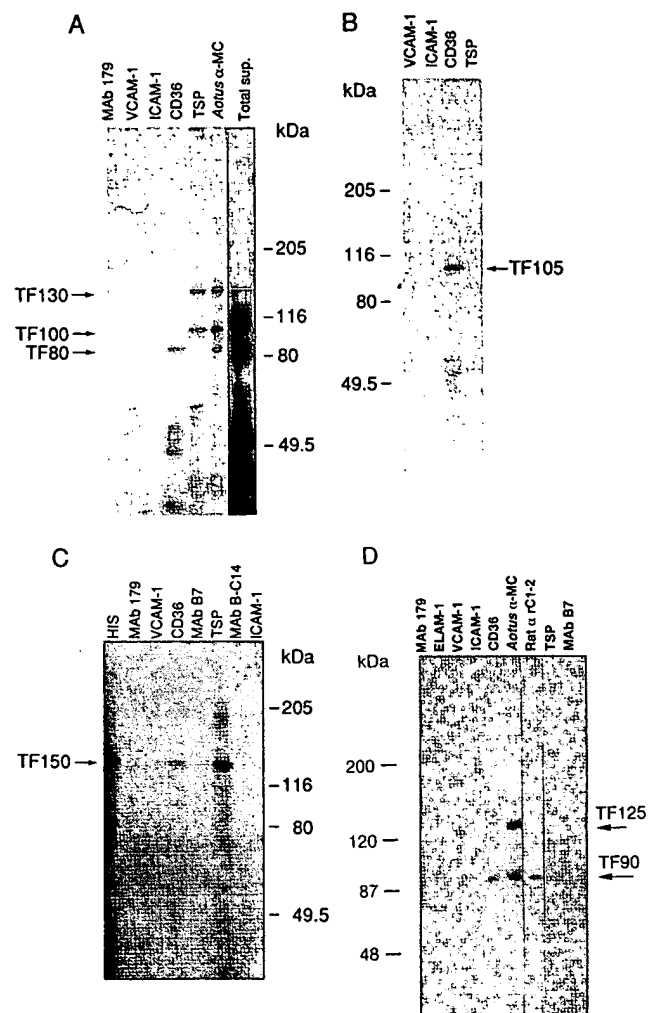 A
MAb 179
VCAM-1
ICAM-1
CD36
TSP
Aotus α-MC
Total sup.
kDa
205
TF130
116
TF100
TF80
80
49.5
B
VCAM-1
ICAM-1
CD36
TSP
kDa
205
116
TF105
80
49.5
C
HIS
MAb 179
VCAM-1
CD36
MAb B7
TSP
MAb B-C14
ICAM-1
kDa
205
TF150
116
80
49.5
D
MAb 179
ELAM-1
VCAM-1
ICAM-1
CD36
Aotus α-MC
Rat α rC1-2
TSP
MAb B7
kDa
200
TF125
120
TF90
87
48